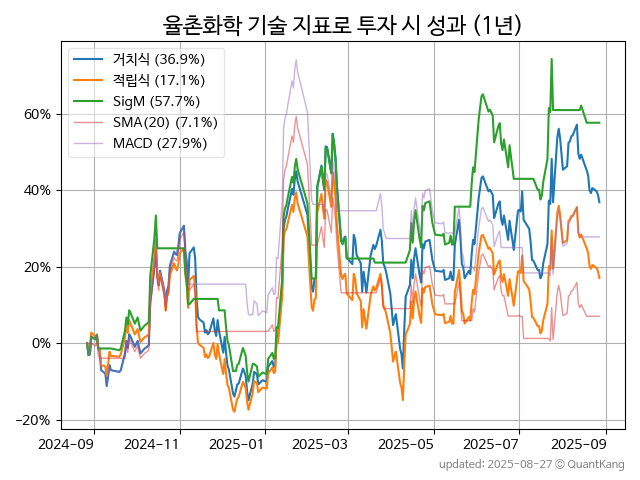 율촌화학 기술 지표로 투자 시 성과 (1년)
거치식 (36.9%)
적립식 (17.1%)
SigM (57.7%)
SMA(20) (7.1%)
MACD (27.9%)
60%
40%
20%
0%
−20%
2024-09 2024-11 2025-01 2025-03 2025-05 2025-07 2025-09
updated: 2025-08-27 © QuantKang